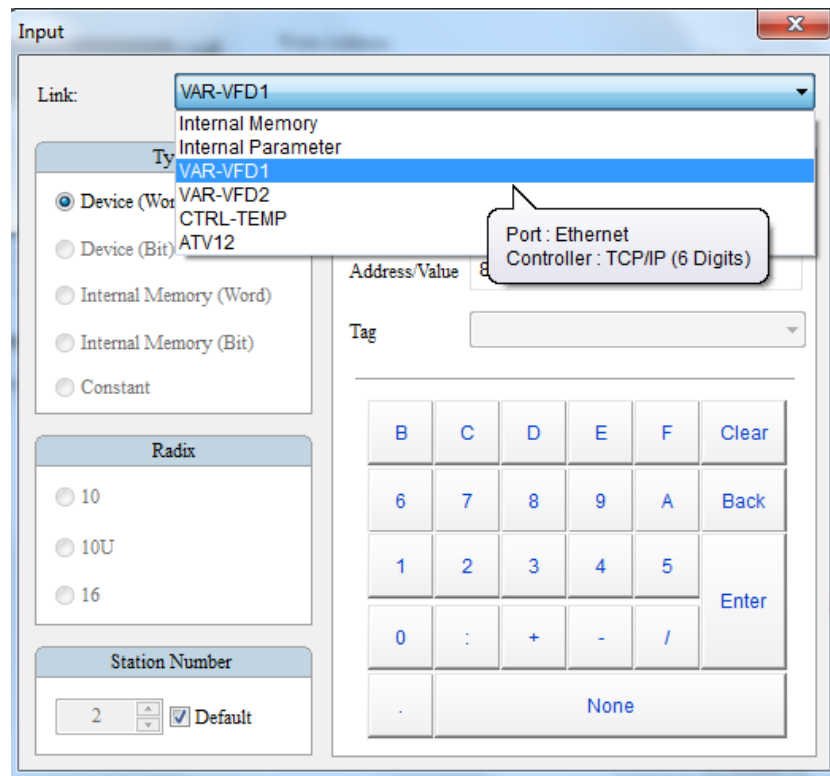 Input
Link:
VAR-VFD1
Internal Memory
Internal Parameter
VAR-VFD1
VAR-VFD2
CTRL-TEMP
ATV12
Port : Ethernet
Controller : TCP/IP (6 Digits)
Device (Wor
Device (Bit)
Internal Memory (Word)
Internal Memory (Bit)
Constant
Radix
10
10U
16
Station Number
2
Default
Address/Value
Tag
B C D E F Clear
6 7 8 9 A Back
1 2 3 4 5
Enter
0 : + - /
. None